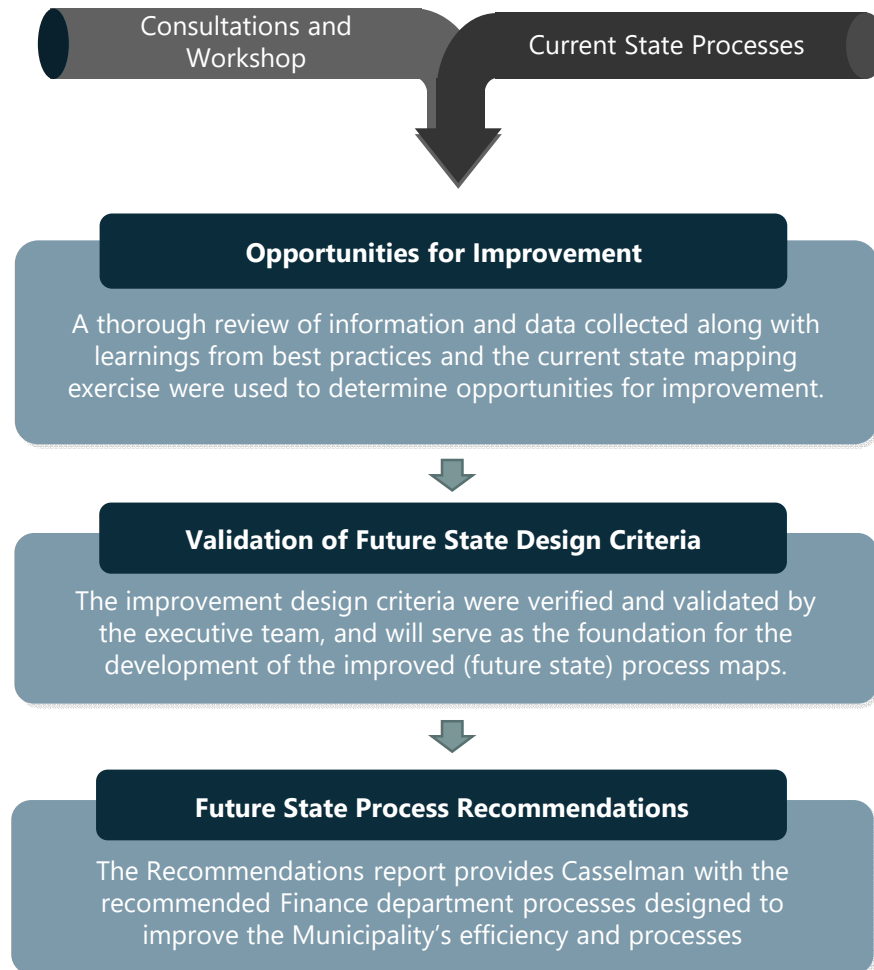 Consultations and
Workshop
Current State Processes
Opportunities for Improvement
A thorough review of information and data collected along with
learnings from best practices and the current state mapping
exercise were used to determine opportunities for improvement.
Validation of Future State Design Criteria
The improvement design criteria were verified and validated by
the executive team, and will serve as the foundation for the
development of the improved (future state) process maps.
Future State Process Recommendations
The Recommendations report provides Casselman with the
recommended Finance department processes designed to
improve the Municipality's efficiency and processes